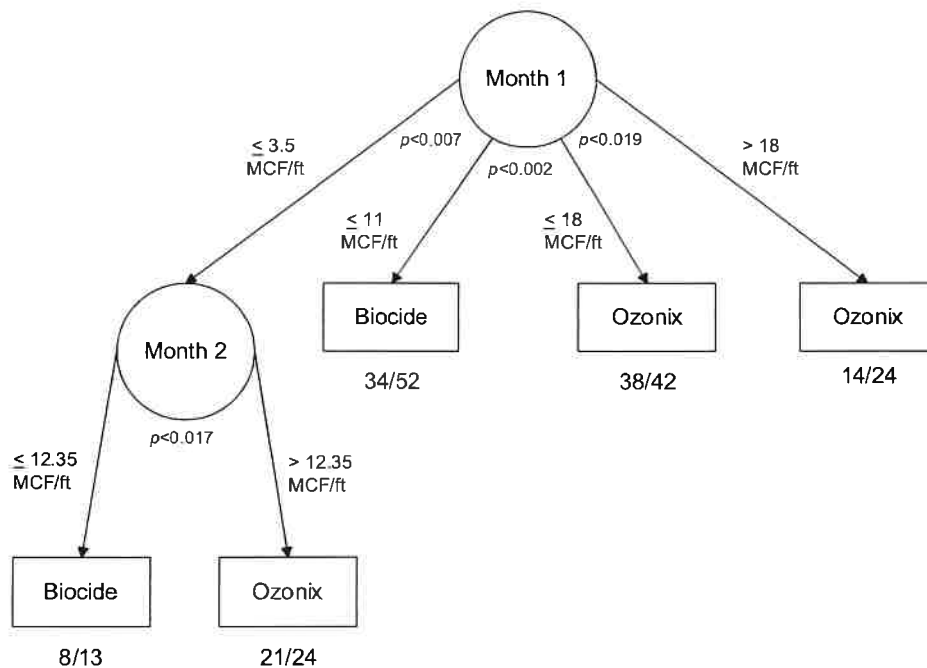 Month 1
≤ 3.5
MCF/ft
p<0.007
p<0.002
p<0.019
> 18
MCF/ft
≤ 11
MCF/ft
≤ 18
MCF/ft
Biocide
Ozonix
Ozonix
34/52
38/42
14/24
Month 2
p<0.017
≤ 12.35
MCF/ft
> 12.35
MCF/ft
Biocide
Ozonix
8/13
21/24